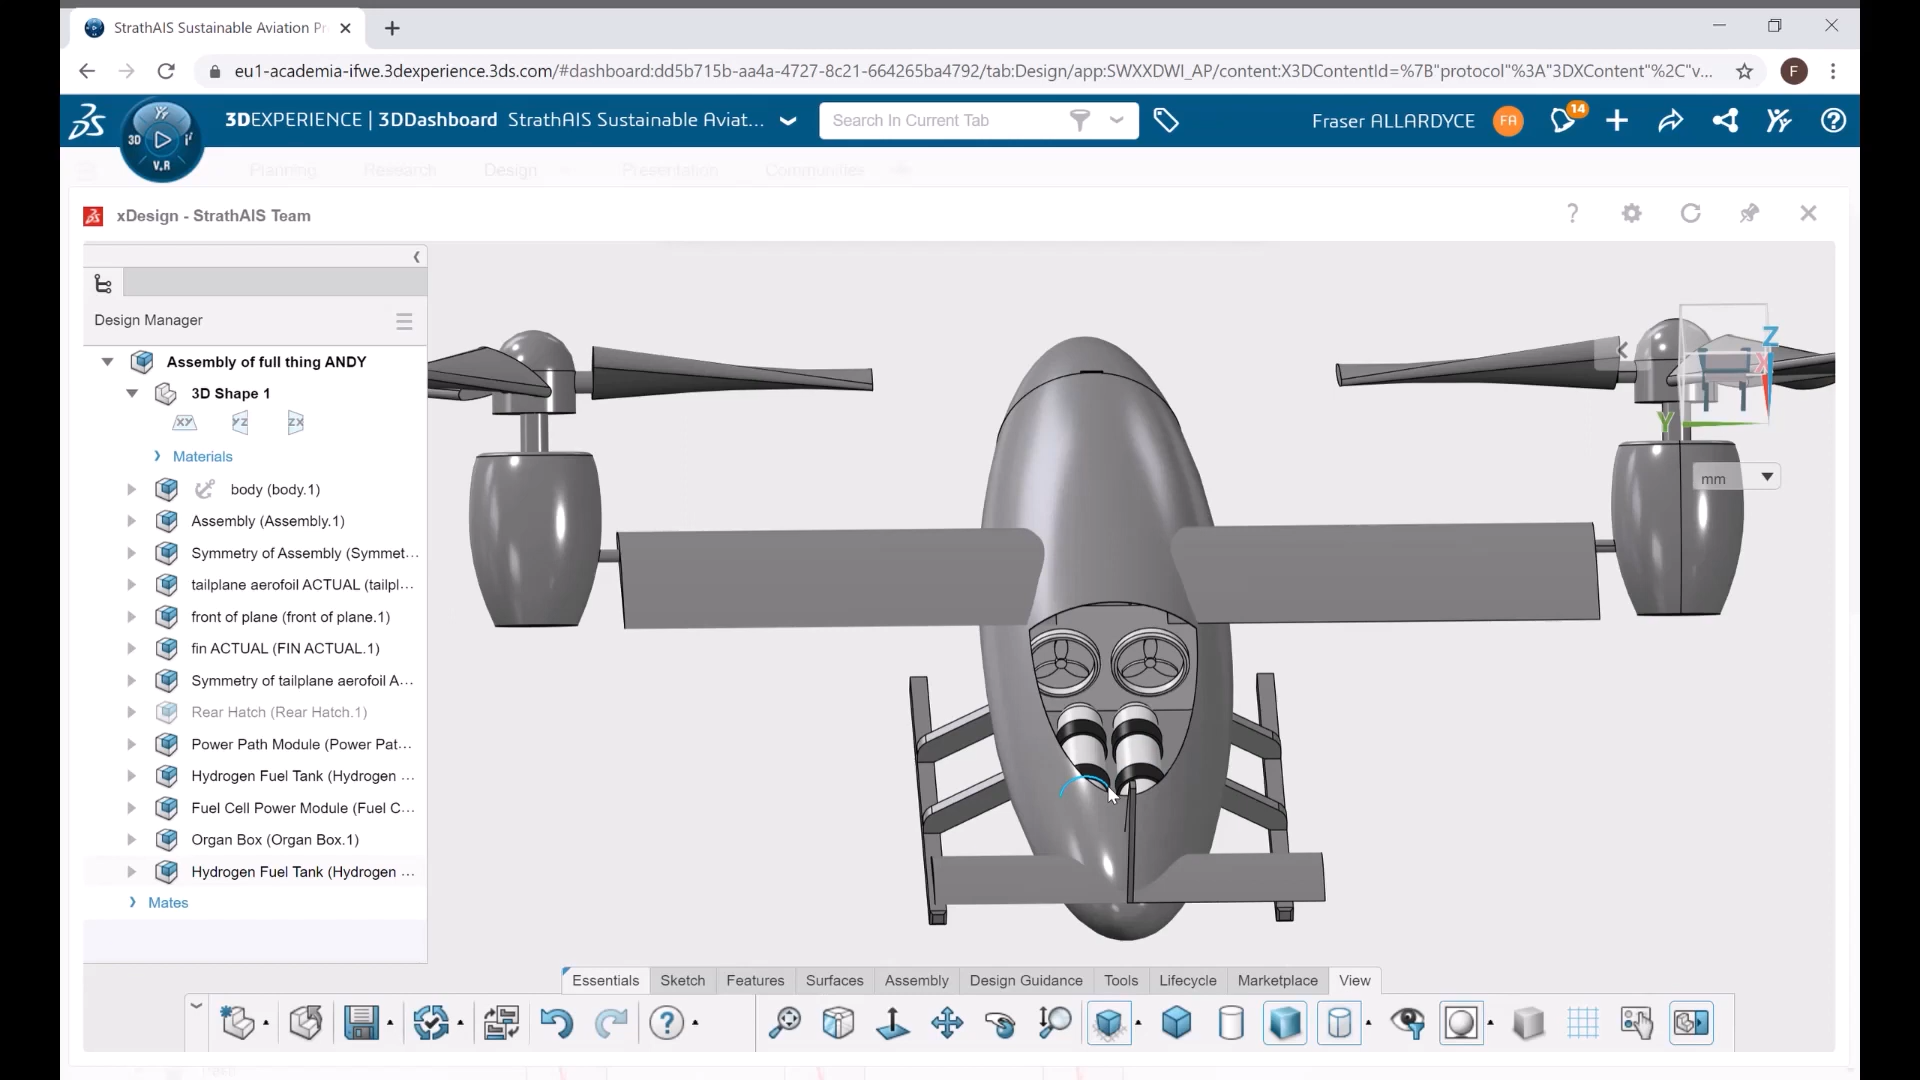 StrathAIS Sustainable Aviation Pr
eu1-academia-ifwe.3dexperience.3ds.com/#dashboard:dd5b715b-aa4a-4727-8c21-664265ba4792/tab:Design/app:SWXXDWI_AP/content:X3DContentId=%7B"protocol"%3A"3DXContent"%2C"v...
F
3D
V.R
3DEXPERIENCE | 3DDashboard StrathAIS Sustainable Aviat...
Search In Current Tab
Fraser ALLARDYCE
FA
14
Planning
Research
Design
Presentation
Communities
xDesign - StrathAIS Team
Design Manager
Assembly of full thing ANDY
3D Shape 1
XY
YZ
ZX
Materials
body (body.1)
Assembly (Assembly.1)
Symmetry of Assembly (Symmet...
tailplane aerofoil ACTUAL (tailpl...
front of plane (front of plane.1)
fin ACTUAL (FIN ACTUAL.1)
Symmetry of tailplane aerofoil A...
Rear Hatch (Rear Hatch.1)
Power Path Module (Power Pat...
Hydrogen Fuel Tank (Hydrogen ...
Fuel Cell Power Module (Fuel C...
Organ Box (Organ Box.1)
Hydrogen Fuel Tank (Hydrogen ...
Mates
Z
X
Y
mm
Essentials
Sketch
Features
Surfaces
Assembly
Design Guidance
Tools
Lifecycle
Marketplace
View